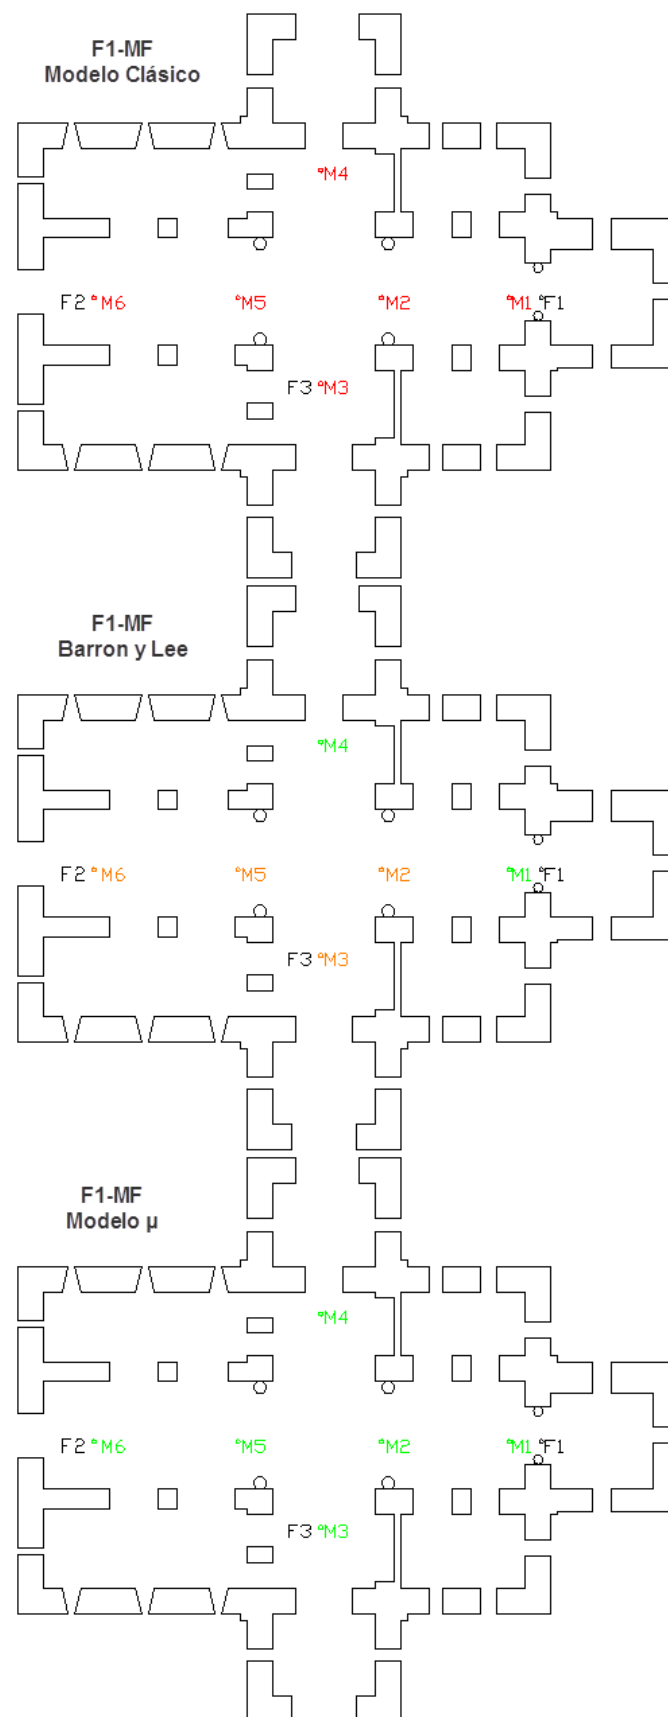 F1-MF
Modelo Clásico
M4
F2 M6 M5 M2 M1 F1
F3 M3
F1-MF
Barron y Lee
M4
F2 M6 M5 M2 M1 F1
F3 M3
F1-MF
Modelo µ
M4
F2 M6 M5 M2 M1 F1
F3 M3